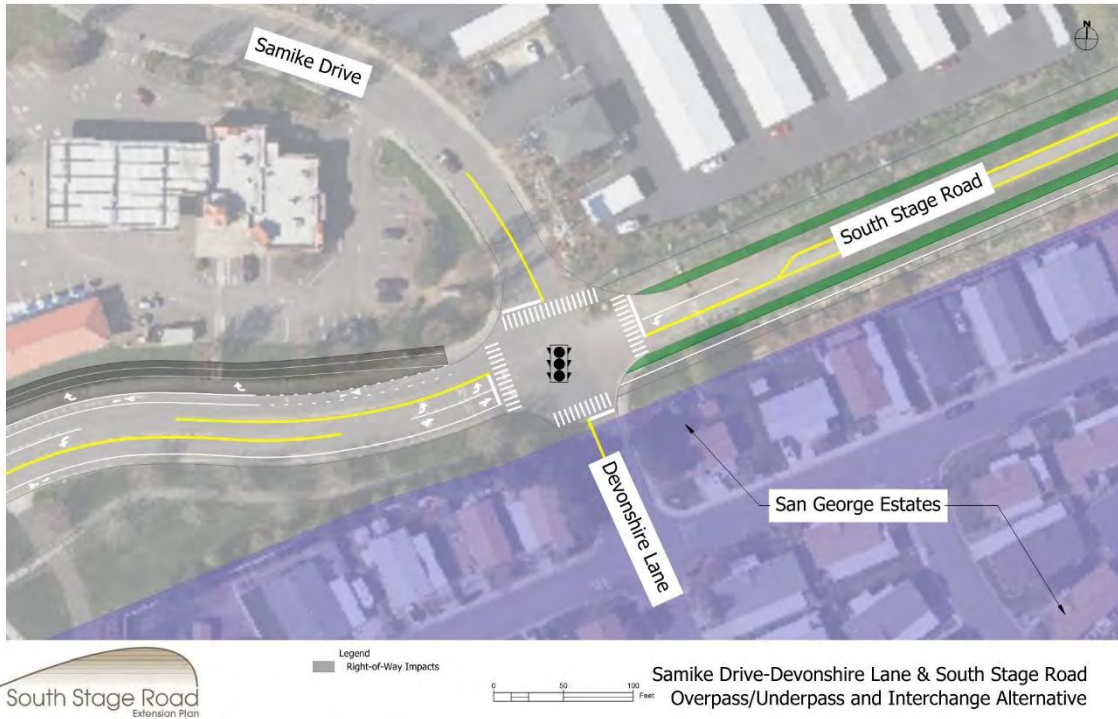 N
Samike Drive
South Stage Road
Devonshire Lane
San George Estates
South Stage Road
Extension Plan
Legend
Right-of-Way Impacts
0 50 100
Feet
Samike Drive-Devonshire Lane & South Stage Road
Overpass/Underpass and Interchange Alternative